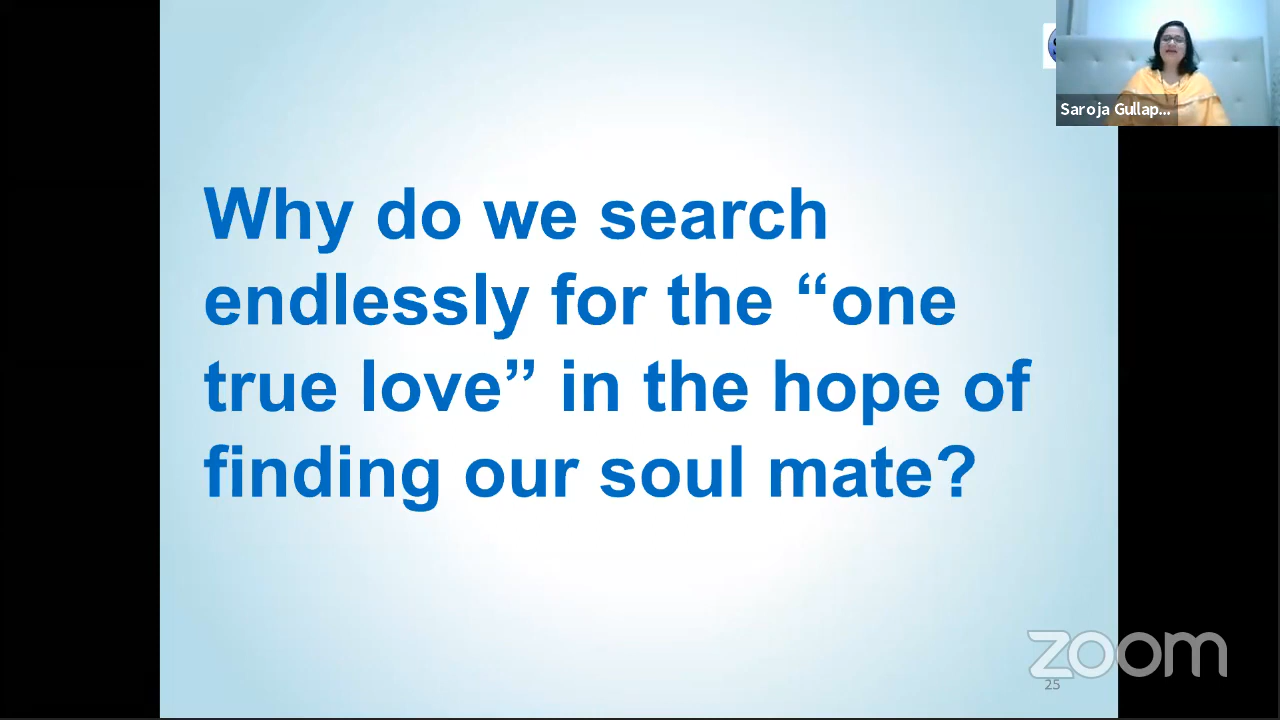 Saroja Gullap...
Why do we search
endlessly for the “one
true love” in the hope of
finding our soul mate?
zoom
25